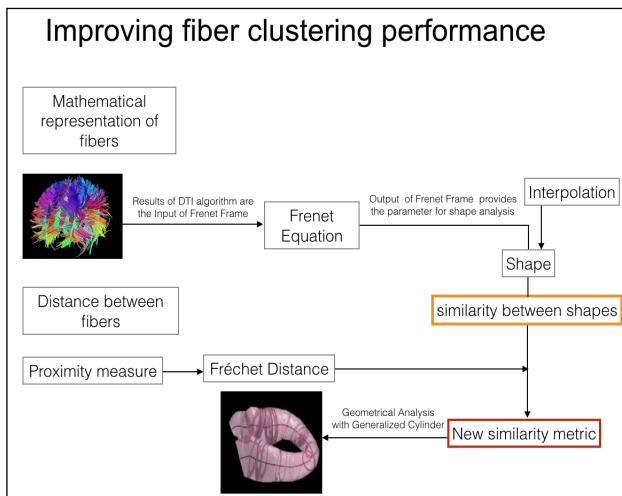 Improving fiber clustering performance
Mathematical
representation of
fibers
Results of DTI algorithm are
the Input of Frenet Frame
Frenet
Equation
Output of Frenet Frame provides
the parameter for shape analysis
Interpolation
Shape
Distance between
fibers
similarity between shapes
Proximity measure
Fréchet Distance
Geometrical Analysis
with Generalized Cylinder
New similarity metric